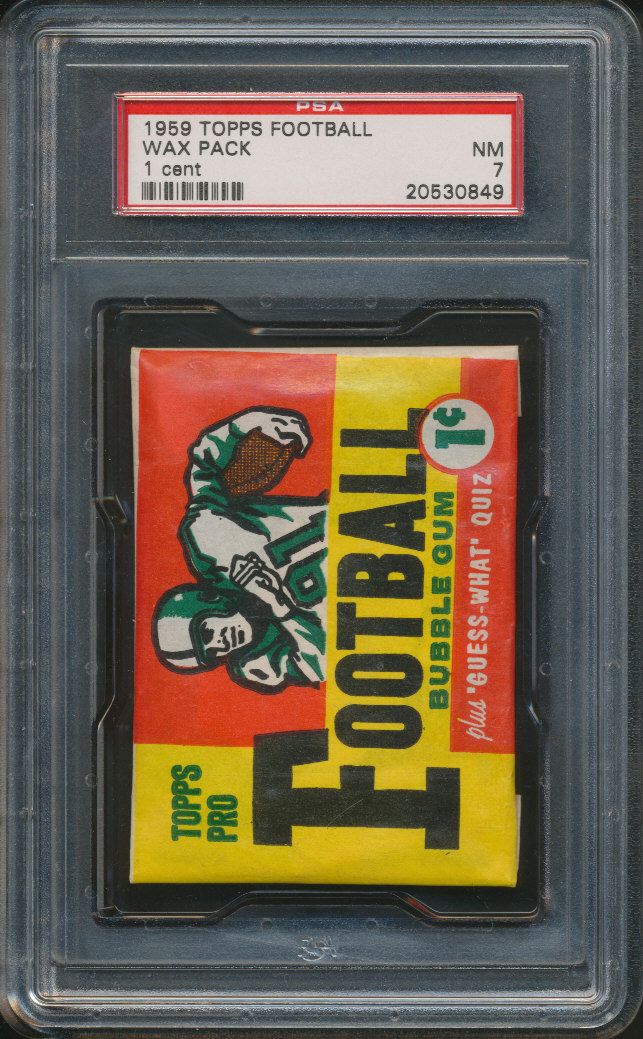 PSA
1959 TOPPS FOOTBALL
WAX PACK NM
1 cent 7
20530849
TOPPS
PRO
FOOTBALL
BUBBLE GUM
1¢
plus "GUESS-WHAT" QUIZ